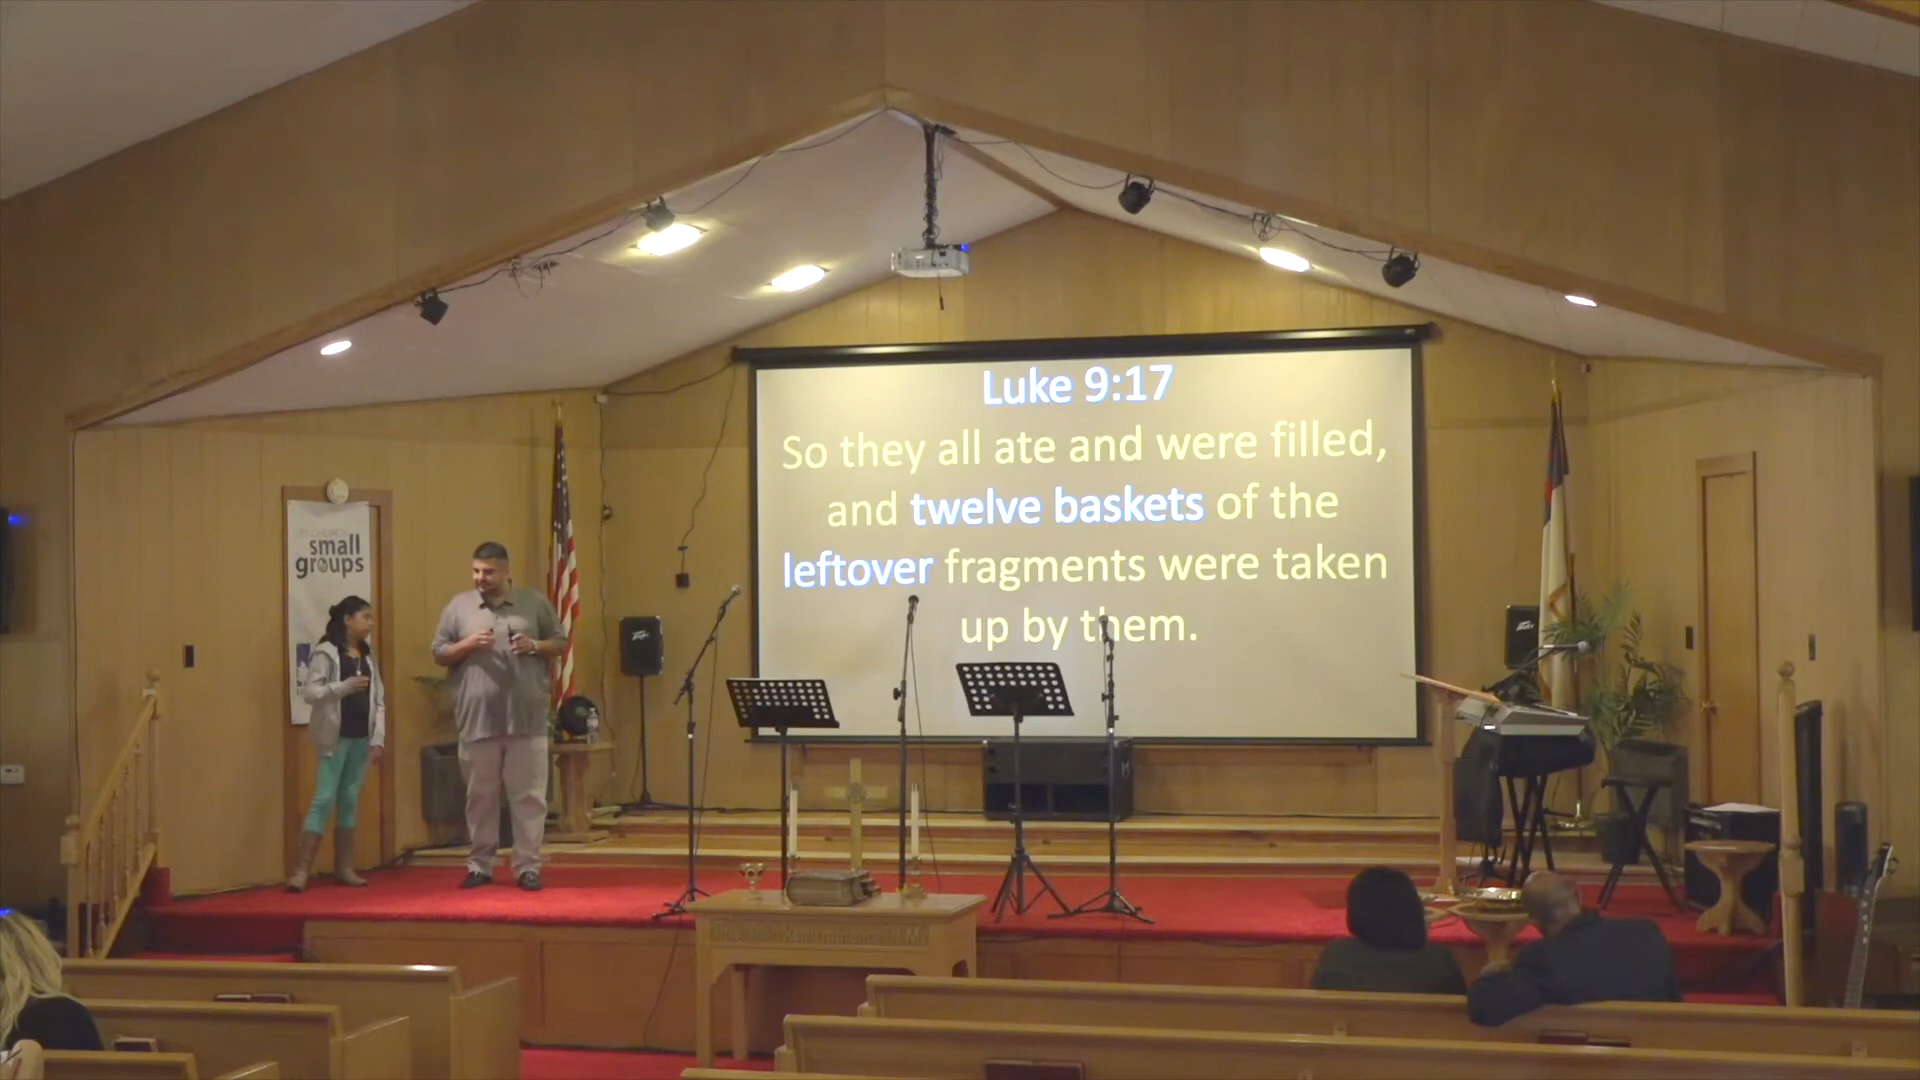 Luke 9:17
So they all ate and were filled,
and twelve baskets of the
leftover fragments were taken
up by them.
small
groups